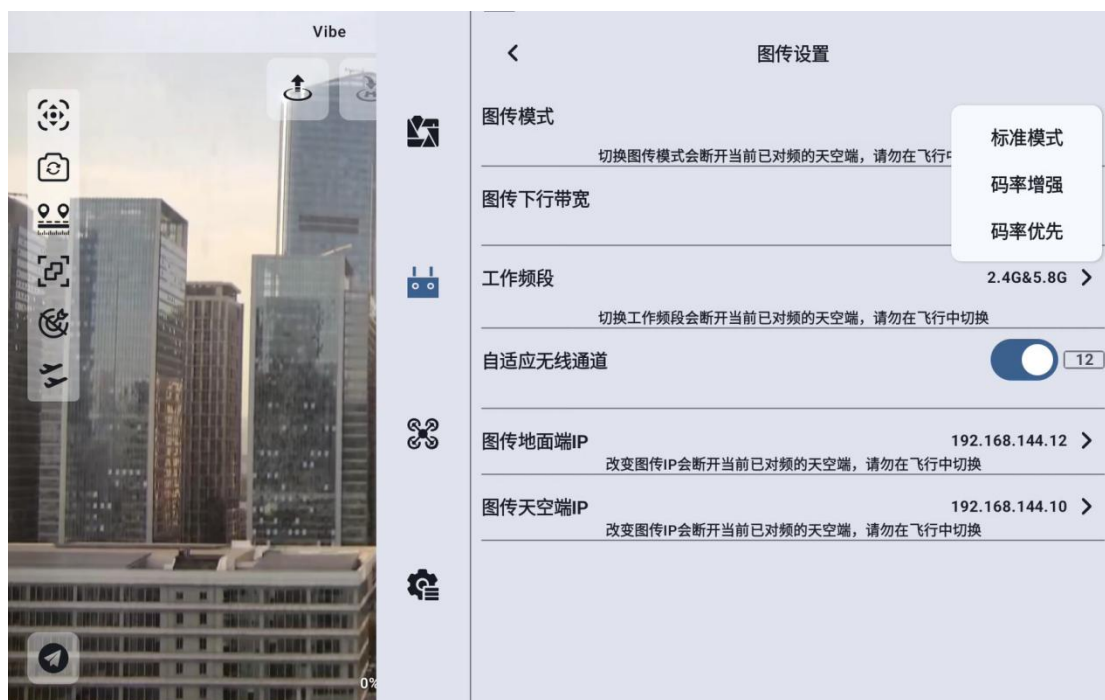 Vibe
0%
图传设置
图传模式
标准模式
码率增强
码率优先
切换图传模式会断开当前已对频的天空端，请勿在飞行
图传下行带宽
工作频段
2.4G&5.8G
切换工作频段会断开当前已对频的天空端，请勿在飞行中切换
自适应无线通道
12
图传地面端IP
192.168.144.12
改变图传IP会断开当前已对频的天空端，请勿在飞行中切换
图传天空端IP
192.168.144.10
改变图传IP会断开当前已对频的天空端，请勿在飞行中切换